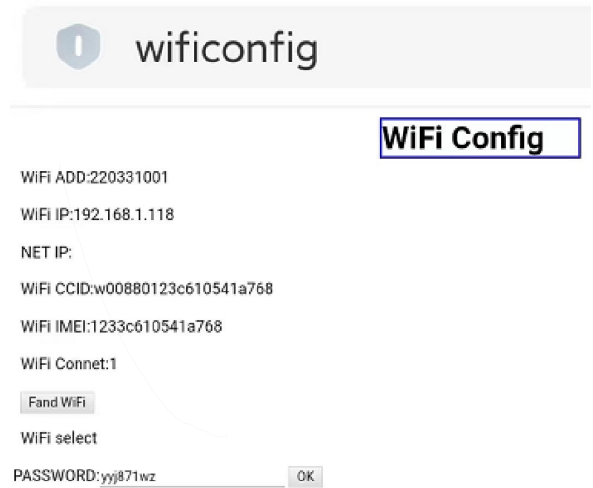 wificonfig
WiFi Config
WiFi ADD:220331001
WiFi IP:192.168.1.118
NET IP:
WiFi CCID:w00880123c610541a768
WiFi IMEI:1233c610541a768
WiFi Connet:1
Fand WiFi
WiFi select
PASSWORD:yyj871wz OK